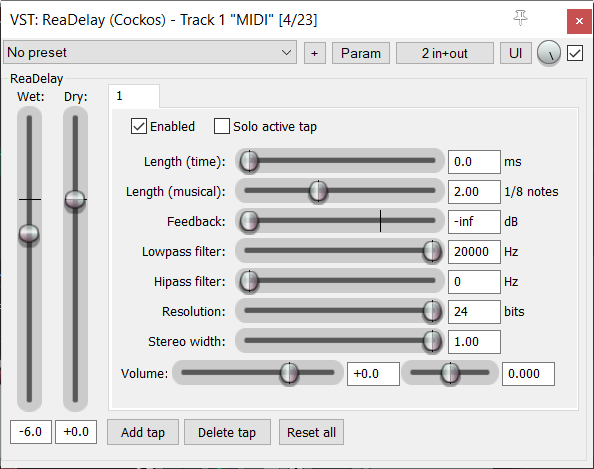 VST: ReaDelay (Cockos) - Track 1 "MIDI" [4/23]
No preset + Param 2 in+out UI
ReaDelay
Wet: Dry: 1
Enabled Solo active tap
Length (time): 0.0 ms
Length (musical): 2.00 1/8 notes
Feedback: -inf dB
Lowpass filter: 20000 Hz
Hipass filter: 0 Hz
Resolution: 24 bits
Stereo width: 1.00
Volume: +0.0 0.000
-6.0 +0.0 Add tap Delete tap Reset all